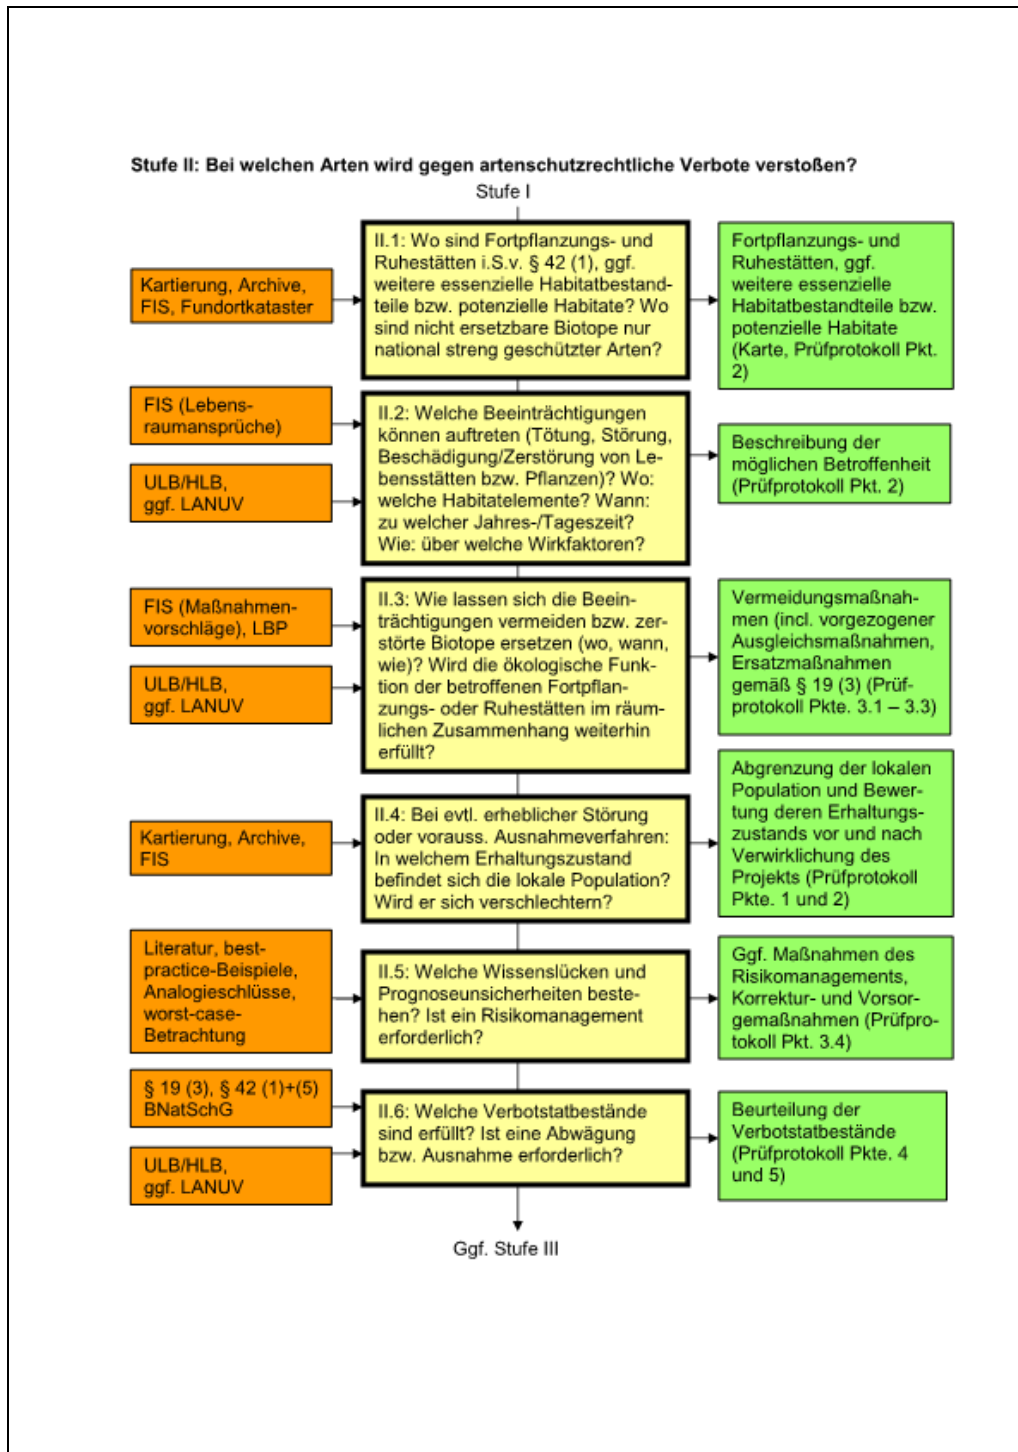 Stufe II: Bei welchen Arten wird gegen artenschutzrechtliche Verbote verstoßen?
Stufe I
Kartierung, Archive,
FIS, Fundortkataster
II.1: Wo sind Fortpflanzungs- und
Ruhestätten i.S.v. § 42 (1), ggf.
weitere essenzielle Habitatbestand-
teile bzw. potenzielle Habitate? Wo
sind nicht ersetzbare Biotope nur
national streng geschützter Arten?
Fortpflanzungs- und
Ruhestätten, ggf.
weitere essenzielle
Habitatbestandteile bzw.
potenzielle Habitate
(Karte, Prüfprotokoll Pkt.
2)
FIS (Lebens-
raumansprüche)
ULB/HLB,
ggf. LANUV
II.2: Welche Beeinträchtigungen
können auftreten (Tötung, Störung,
Beschädigung/Zerstörung von Le-
bensstätten bzw. Pflanzen)? Wo:
welche Habitatelemente? Wann:
zu welcher Jahres-/Tageszeit?
Wie: über welche Wirkfaktoren?
Beschreibung der
möglichen Betroffenheit
(Prüfprotokoll Pkt. 2)
FIS (Maßnahmen-
vorschläge), LBP
ULB/HLB,
ggf. LANUV
II.3: Wie lassen sich die Beein-
trächtigungen vermeiden bzw. zer-
störte Biotope ersetzen (wo, wann,
wie)? Wird die ökologische Funk-
tion der betroffenen Fortpflan-
zungs- oder Ruhestätten im räum-
lichen Zusammenhang weiterhin
erfüllt?
Vermeidungsmaßnah-
men (incl. vorgezogener
Ausgleichsmaßnahmen,
Ersatzmaßnahmen
gemäß § 19 (3) (Prüf-
protokoll Pkte. 3.1 – 3.3)
Kartierung, Archive,
FIS
II.4: Bei evtl. erheblicher Störung
oder vorauss. Ausnahmeverfahren:
In welchem Erhaltungszustand
befindet sich die lokale Population?
Wird er sich verschlechtern?
Abgrenzung der lokalen
Population und Bewer-
tung deren Erhaltungs-
zustands vor und nach
Verwirklichung des
Projekts (Prüfprotokoll
Pkte. 1 und 2)
Literatur, best-
practice-Beispiele,
Analogieschlüsse,
worst-case-
Betrachtung
II.5: Welche Wissenslücken und
Prognoseunsicherheiten beste-
hen? Ist ein Risikomanagement
erforderlich?
Ggf. Maßnahmen des
Risikomanagements,
Korrektur- und Vorsor-
gemaßnahmen (Prüfpro-
tokoll Pkt. 3.4)
§ 19 (3), § 42 (1)+(5)
BNatSchG
ULB/HLB,
ggf. LANUV
II.6: Welche Verbotstatbestände
sind erfüllt? Ist eine Abwägung
bzw. Ausnahme erforderlich?
Beurteilung der
Verbotstatbestände
(Prüfprotokoll Pkte. 4
und 5)
Ggf. Stufe III